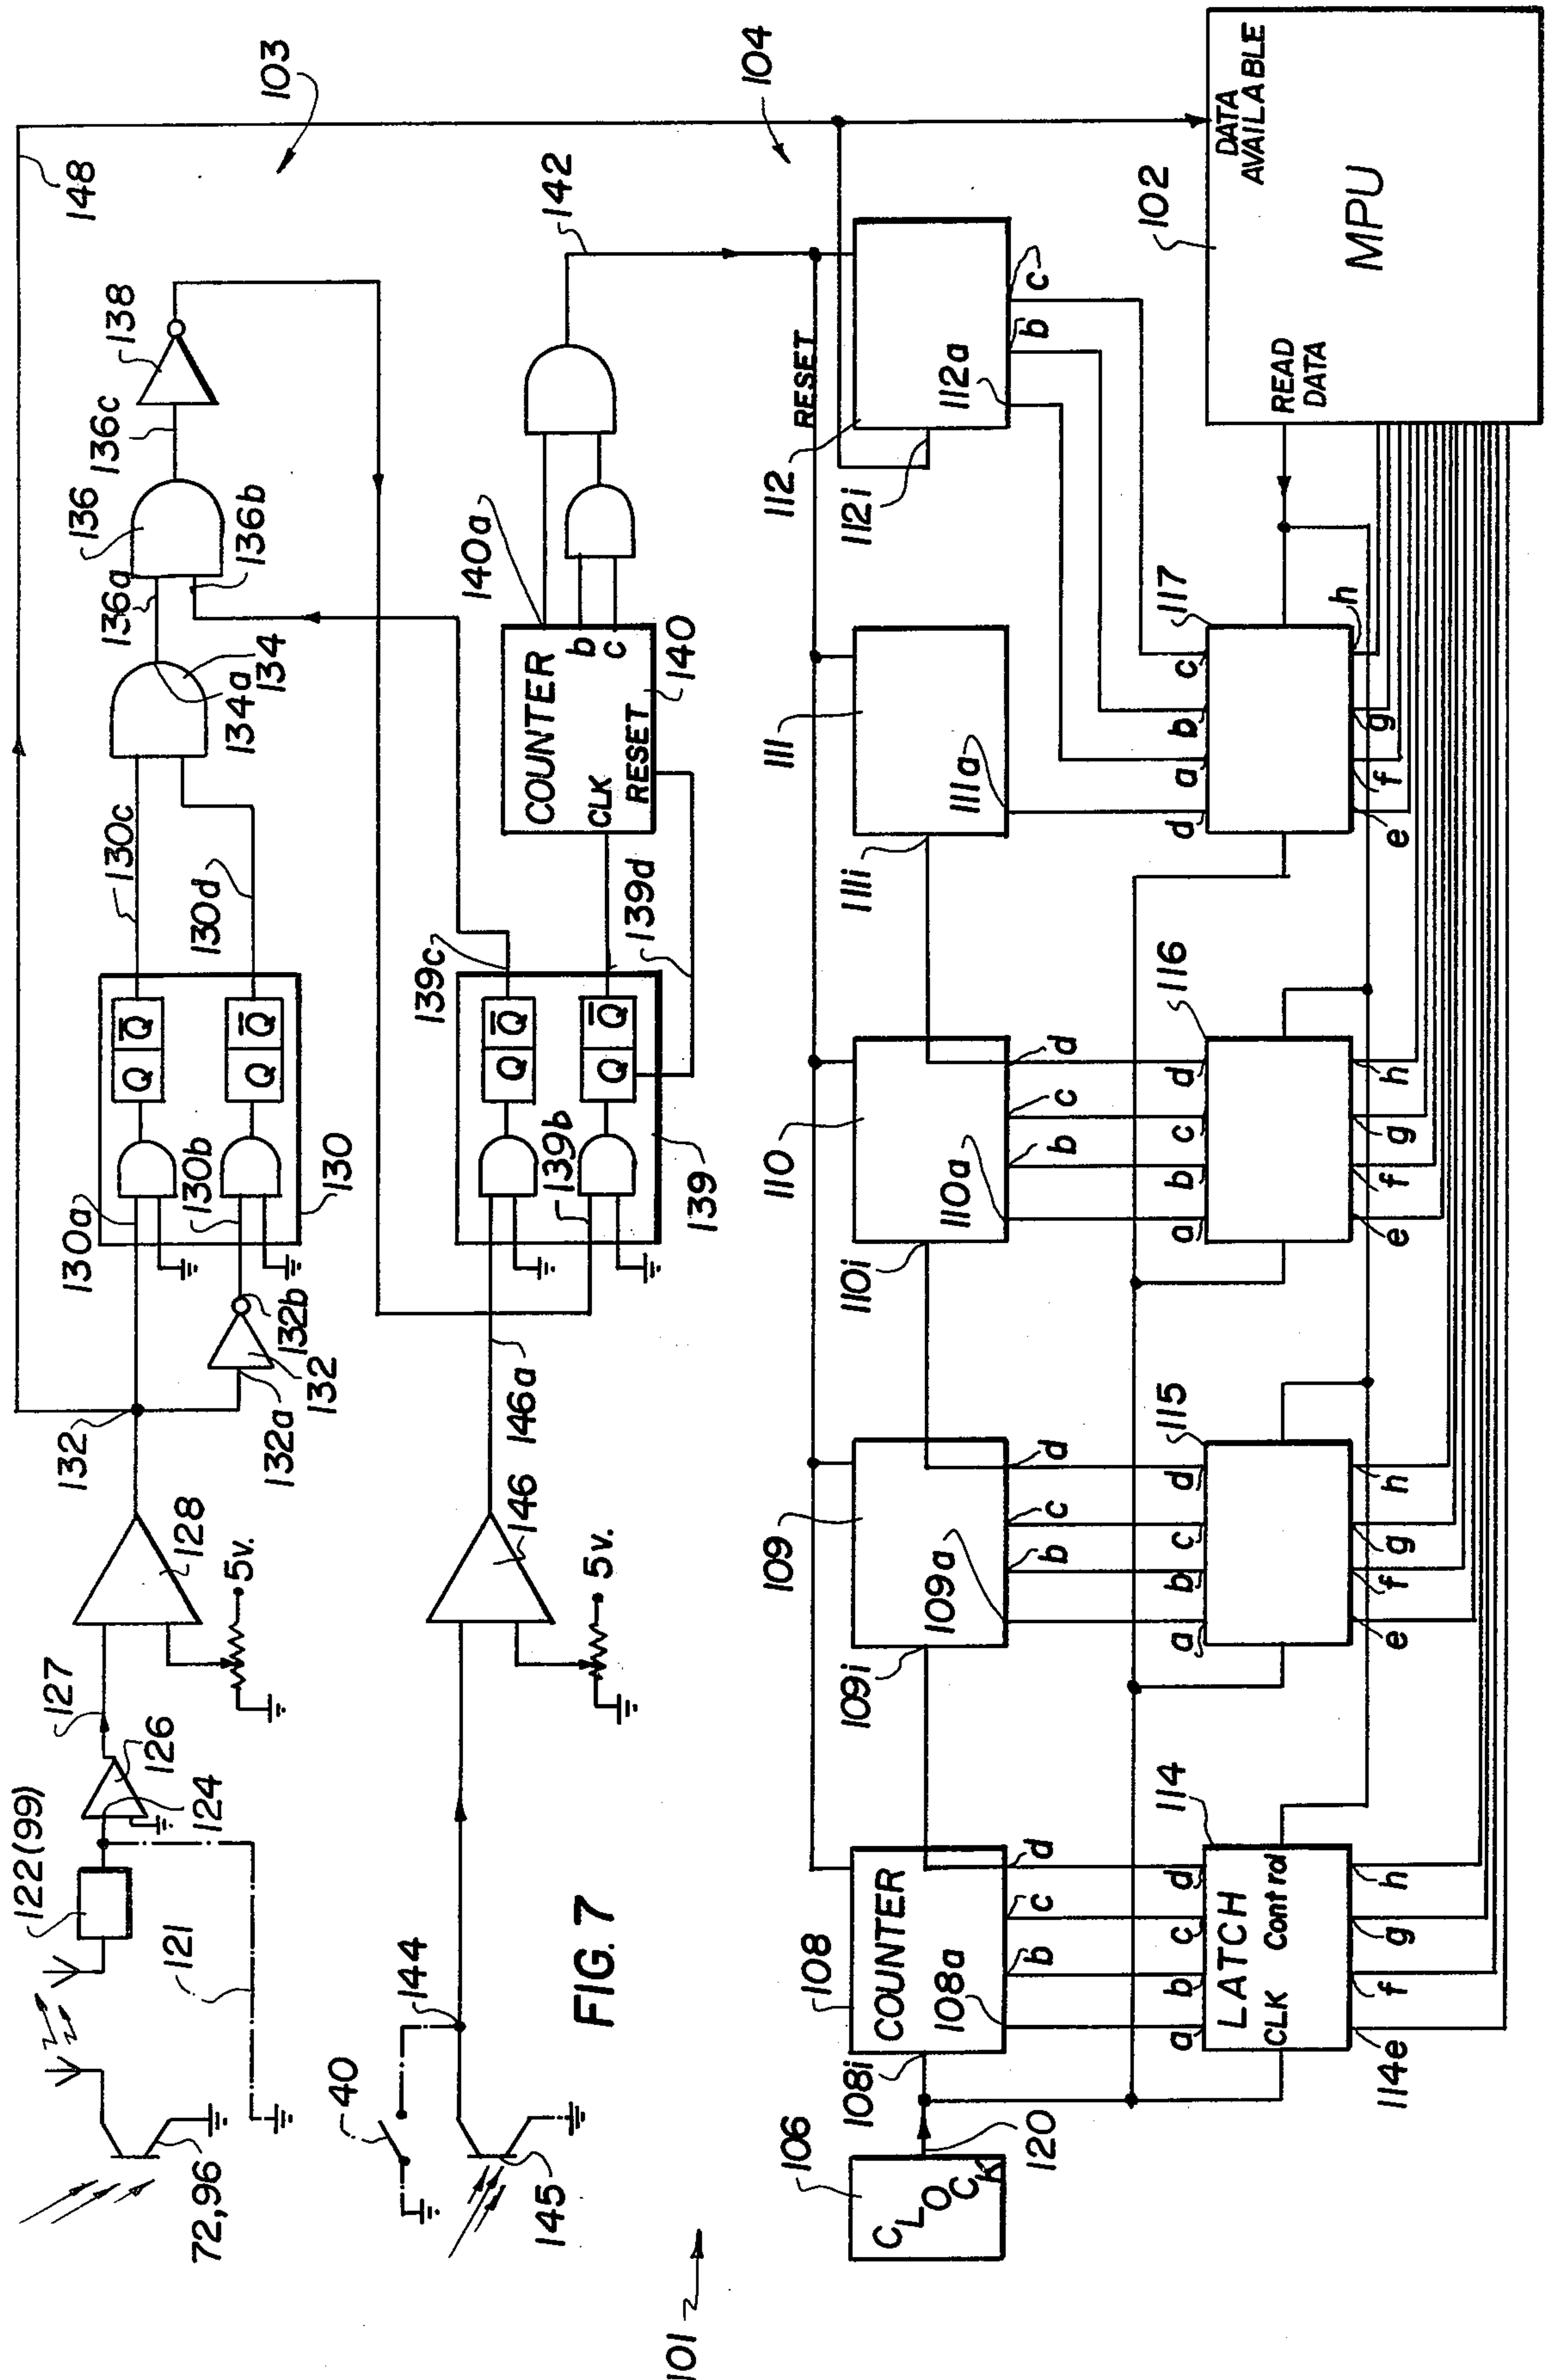 103
148
138
136c
136
136b
136a
134
134a
130c
130d
Q Q̅
Q Q̅
130a
130b
130
132
132b
132
132a
128
5v.
127
126
124
122(99)
121
72,96
142
140a
COUNTER
b
c
CLK
RESET
140
139c
139d
Q Q̅
Q Q̅
139b
139
146a
146
5v.
144
40
145
FIG. 7
101
104
RESET
112
112i
112a
b
c
111
111i
111a
110
110i
110a
b
c
d
109
109i
109a
b
c
d
108
COUNTER
108i
108a
b
c
d
106
CLOCK
120
102
DATA
AVAILABLE
MPU
READ
DATA
117
d
a
b
c
e
f
g
h
116
a
b
c
d
e
f
g
h
115
a
b
c
d
e
f
g
h
114
LATCH
CLK
Control
a
b
c
d
114e
f
g
h